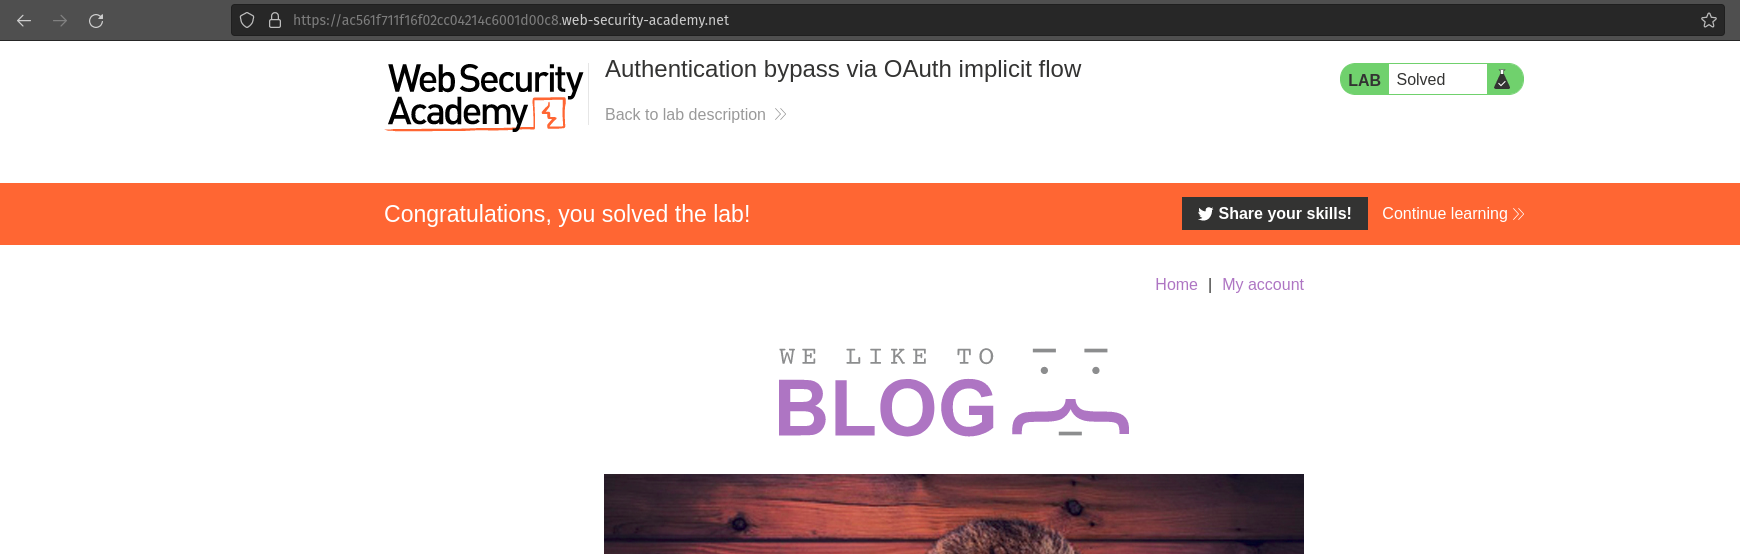 https://ac561f711f16f02cc04214c6001d00c8.web-security-academy.net
Web Security
Academy
Authentication bypass via OAuth implicit flow
Back to lab description
LAB Solved
Congratulations, you solved the lab!
Share your skills! Continue learning
Home | My account
WE LIKE TO
BLOG